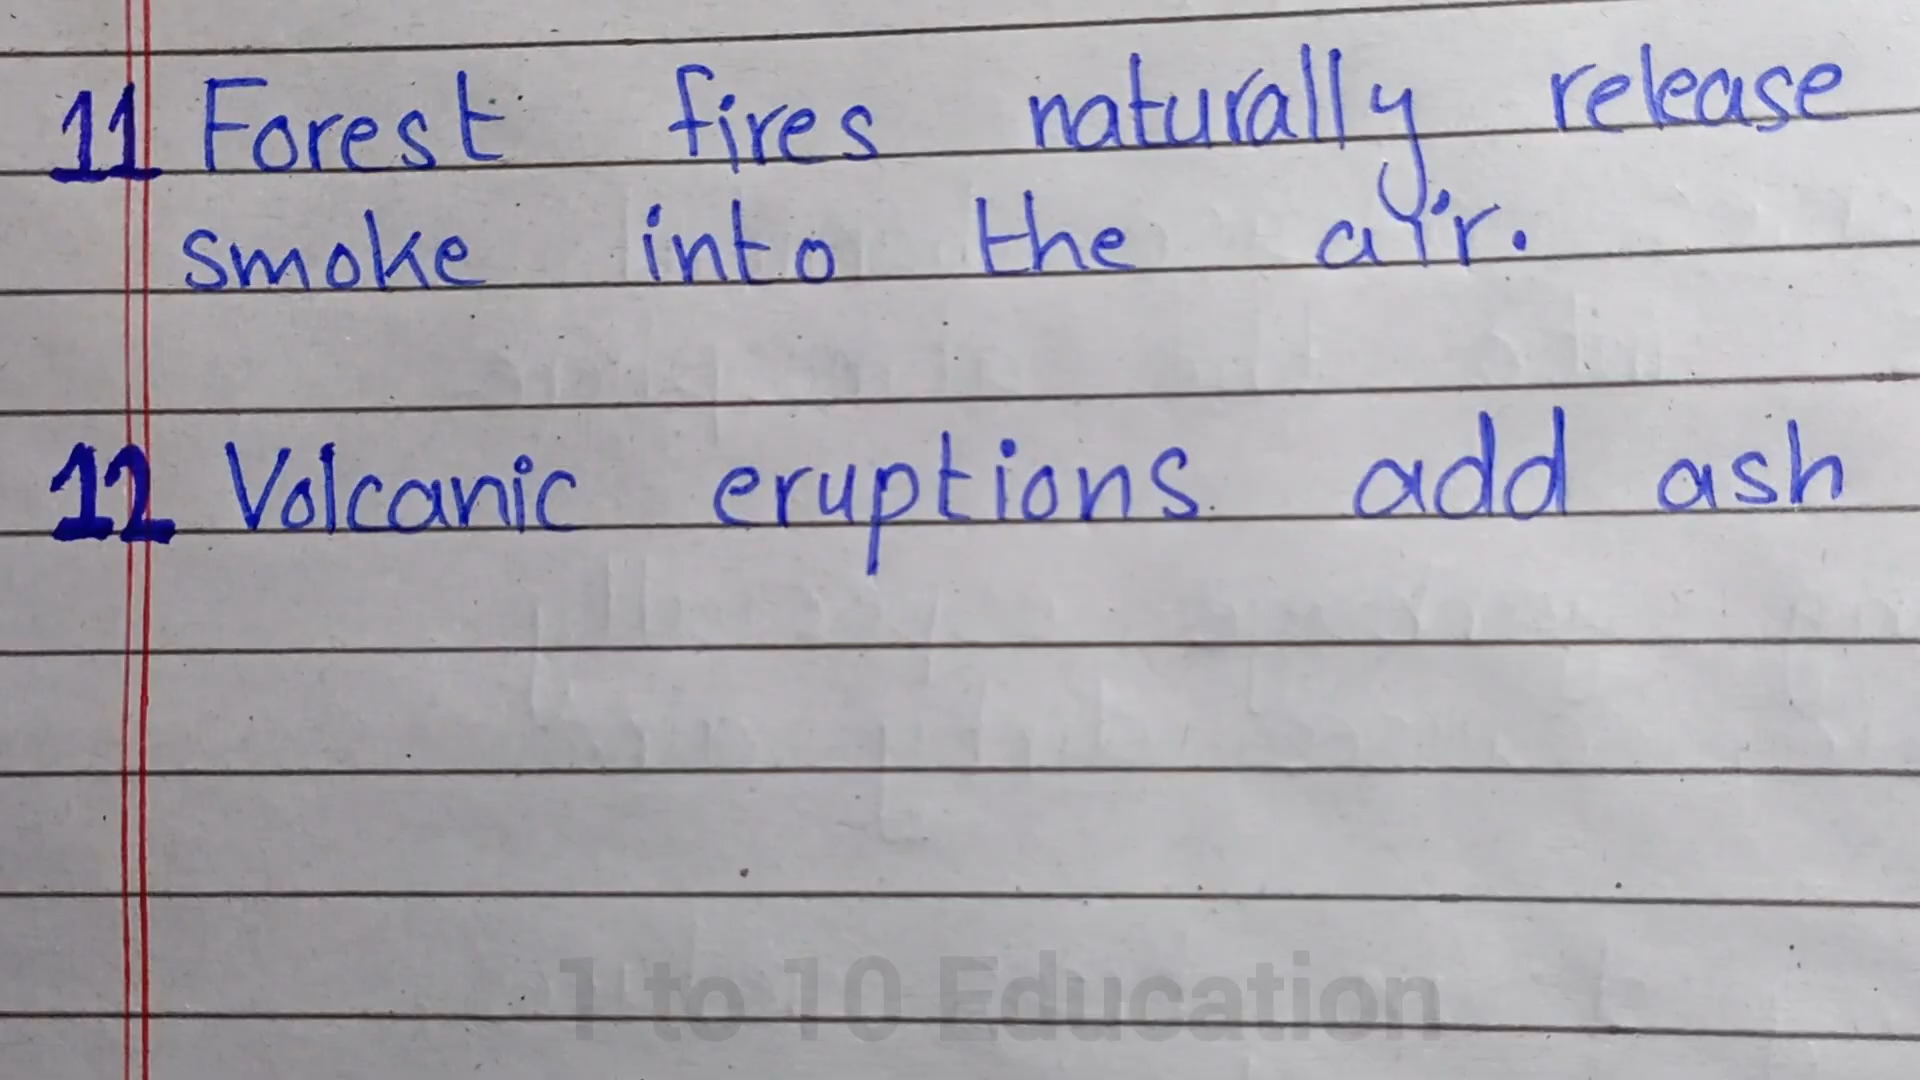 11 Forest fires naturally release
smoke into the air.
12 Volcanic eruptions add ash
1 to 10 Education